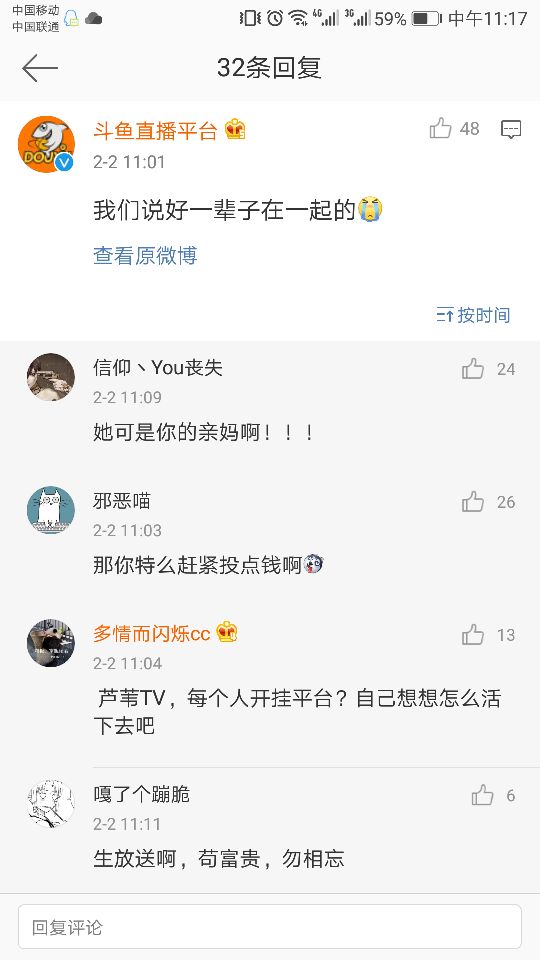 中国移动
中国联通
4G
3G
59%
中午11:17
32条回复
斗鱼直播平台
48
DOUYU
2-2 11:01
我们说好一辈子在一起的
查看原微博
按时间
信仰丶You丧失
24
2-2 11:09
她可是你的亲妈啊！！！
邪恶喵
26
2-2 11:03
那你特么赶紧投点钱啊
多情而闪烁cc
13
2-2 11:04
芦苇TV，每个人开挂平台？自己想想怎么活
下去吧
嘎了个蹦脆
6
2-2 11:11
生放送啊，苟富贵，勿相忘
回复评论